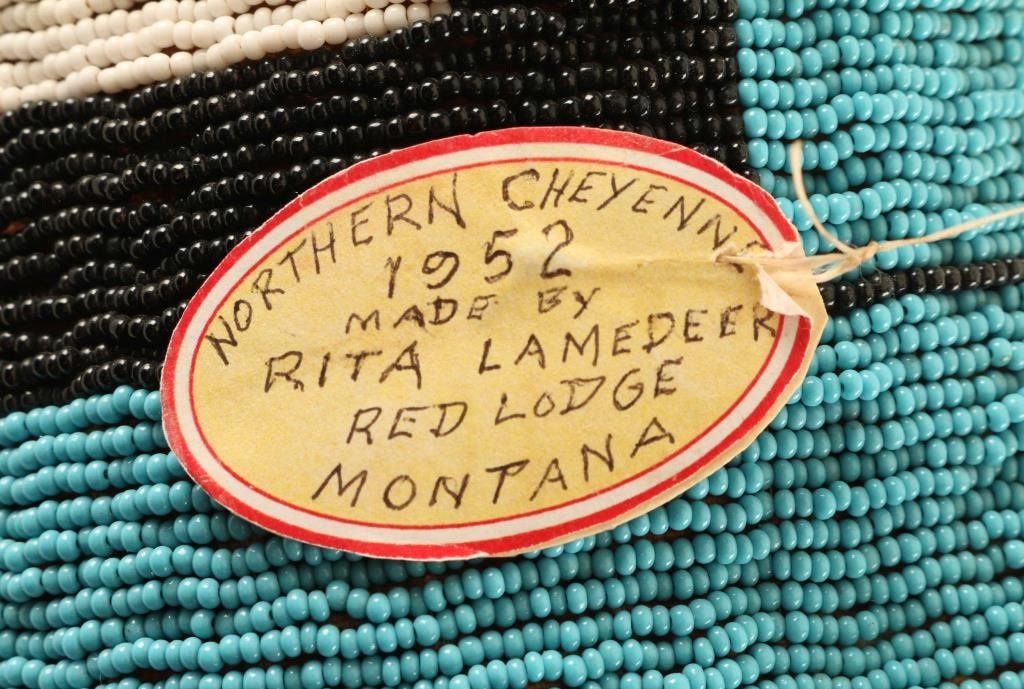 NORTHERN CHEYENNE
1952
MADE BY
RITA LAMEDEER
RED LODGE
MONTANA